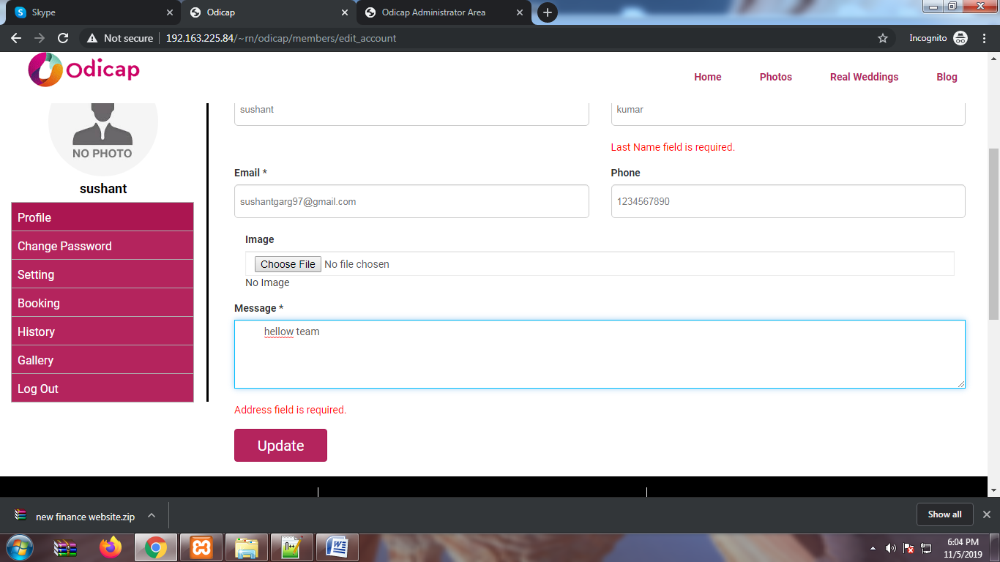 Skype
Odicap
Odicap Administrator Area
Not secure
192.163.225.84/~rn/odicap/members/edit_account
Incognito
Odicap
Home
Photos
Real Weddings
Blog
NO PHOTO
sushant
Profile
Change Password
Setting
Booking
History
Gallery
Log Out
sushant
kumar
Last Name field is required.
Email *
Phone
sushantgarg97@gmail.com
1234567890
Image
Choose File No file chosen
No Image
Message *
hellow team
Address field is required.
Update
new finance website.zip
Show all
6:04 PM
11/5/2019